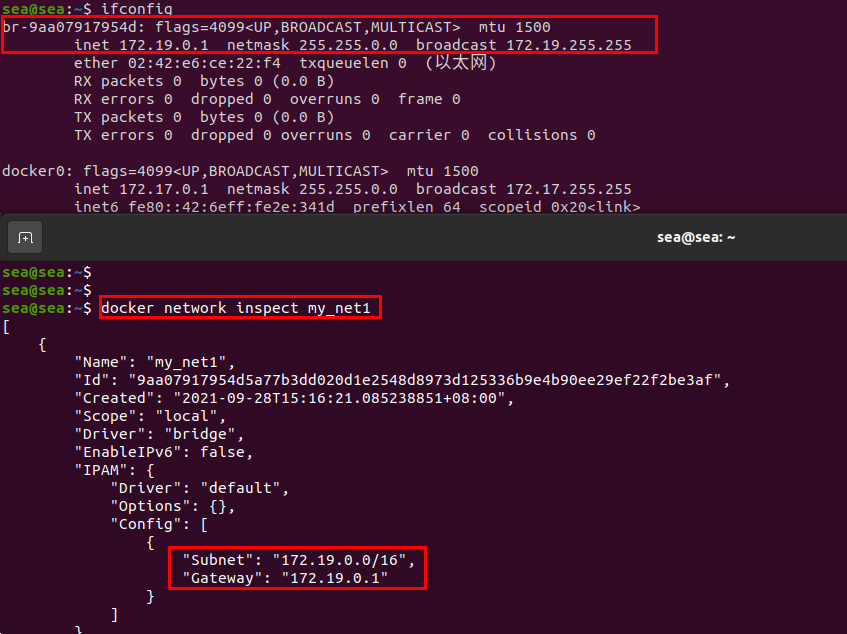 sea@sea:~$ ifconfig
br-9aa07917954d: flags=4099<UP,BROADCAST,MULTICAST>  mtu 1500
        inet 172.19.0.1  netmask 255.255.0.0  broadcast 172.19.255.255
        ether 02:42:e6:ce:22:f4  txqueuelen 0  (以太网)
        RX packets 0  bytes 0 (0.0 B)
        RX errors 0  dropped 0  overruns 0  frame 0
        TX packets 0  bytes 0 (0.0 B)
        TX errors 0  dropped 0 overruns 0  carrier 0  collisions 0
docker0: flags=4099<UP,BROADCAST,MULTICAST>  mtu 1500
        inet 172.17.0.1  netmask 255.255.0.0  broadcast 172.17.255.255
        inet6 fe80::42:6eff:fe2e:341d  prefixlen 64  scopeid 0x20<link>
sea@sea: ~
sea@sea:~$
sea@sea:~$
sea@sea:~$ docker network inspect my_net1
[
    {
        "Name": "my_net1",
        "Id": "9aa07917954d5a77b3dd020d1e2548d8973d125336b9e4b90ee29ef22f2be3af",
        "Created": "2021-09-28T15:16:21.085238851+08:00",
        "Scope": "local",
        "Driver": "bridge",
        "EnableIPv6": false,
        "IPAM": {
            "Driver": "default",
            "Options": {},
            "Config": [
                {
                    "Subnet": "172.19.0.0/16",
                    "Gateway": "172.19.0.1"
                }
            ]
        }